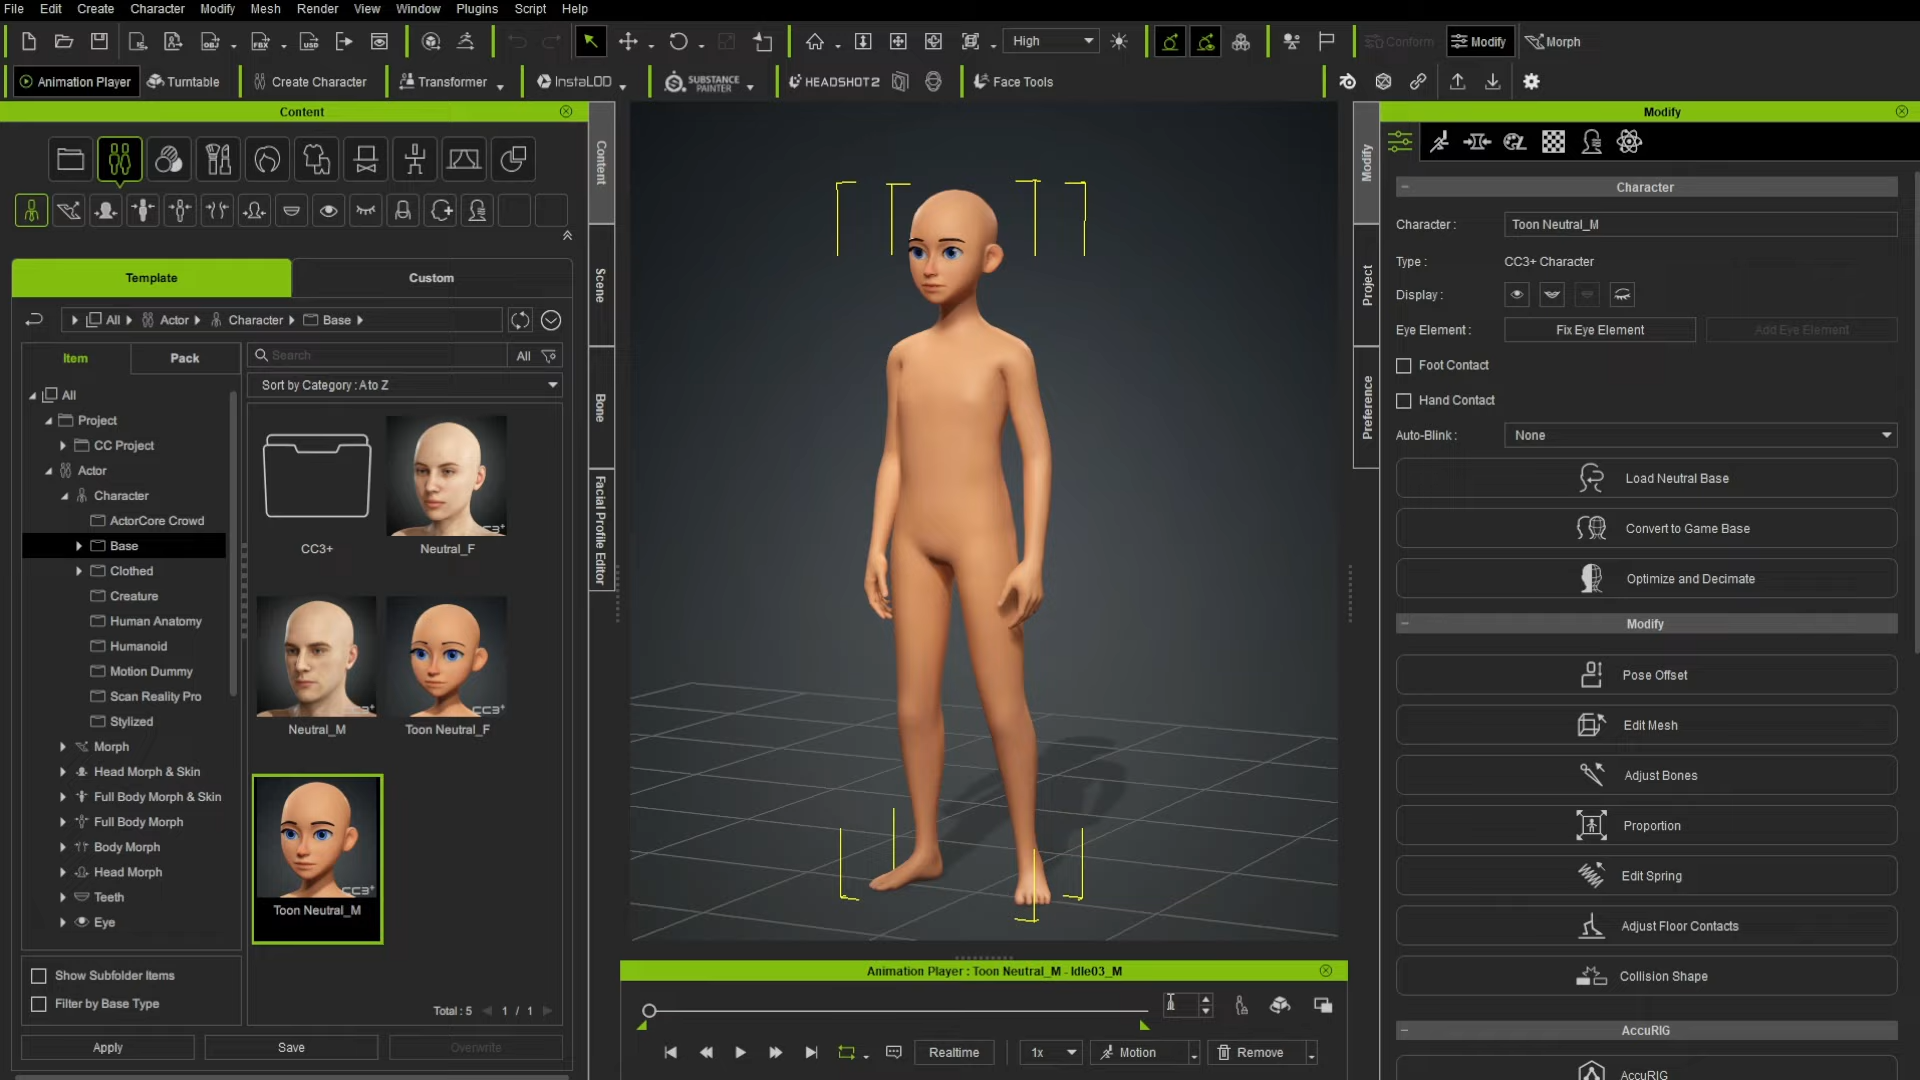 File Edit Create Character Modify Mesh Render View Window Plugins Script Help
High Conform Modify Morph
Animation Player Turntable Create Character Transformer InstaLOD SUBSTANCE PAINTER HEADSHOT 2 Face Tools
Content
Template Custom
All Actor Character Base
Item Pack
Search All
Sort by Category : A to Z
All
Project
CC Project
Actor
Character
ActorCore Crowd
Base
Clothed
Creature
Human Anatomy
Humanoid
Motion Dummy
Scan Reality Pro
Stylized
Morph
Head Morph & Skin
Full Body Morph & Skin
Full Body Morph
Body Morph
Head Morph
Teeth
Eye
CC3+
CC3+
Neutral_F
CC3+
Neutral_M
CC3+
Toon Neutral_F
CC3+
Toon Neutral_M
Show Subfolder Items
Filter by Base Type
Total : 5 1 / 1
Apply Save Overwrite
Content
Scene
Bone
Facial Profile Editor
Animation Player : Toon Neutral_M - Idle03_M
Realtime 1x Motion Remove
Modify
Project
Preference
Modify
Character
Character : Toon Neutral_M
Type : CC3+ Character
Display :
Eye Element : Fix Eye Element Add Eye Element
Foot Contact
Hand Contact
Auto-Blink : None
Load Neutral Base
Convert to Game Base
Optimize and Decimate
Modify
Pose Offset
Edit Mesh
Adjust Bones
Proportion
Edit Spring
Adjust Floor Contacts
Collision Shape
AccuRIG
AccuRIG